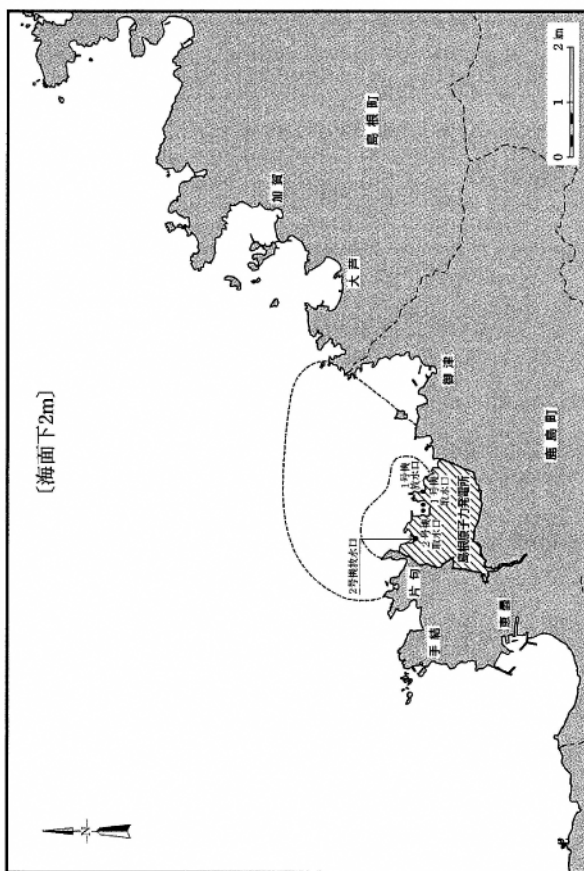 〔海面下2m〕
N
加賀
島根町
大芦
御津
鹿島町
2号機放水口
1号機
放水口
1号機
取水口
2号機
取水口
島根原子力発電所
片句
手結
恵曇
0 1 2km